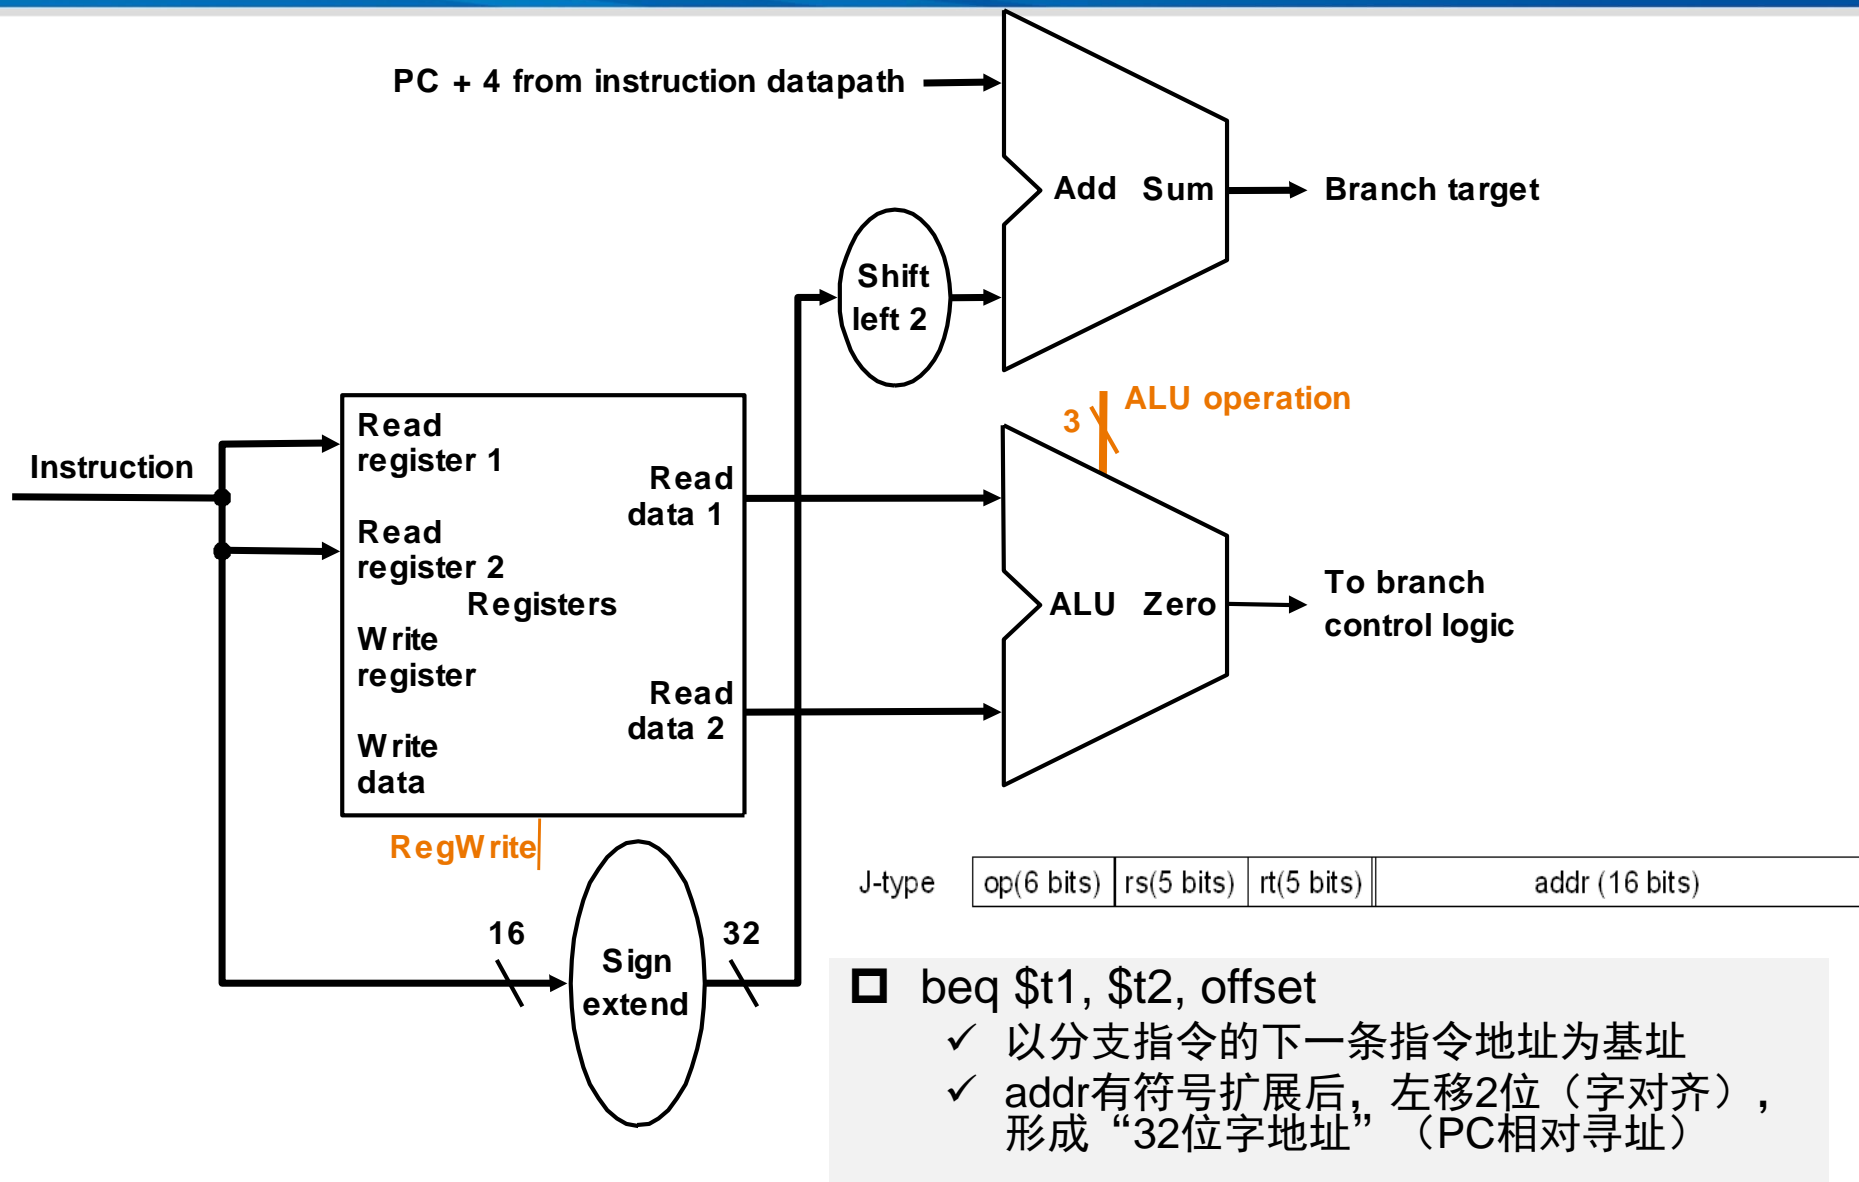 PC + 4 from instruction datapath
Add Sum
Branch target
Shift
left 2
ALU operation
3
Instruction
Read
register 1
Read
data 1
Read
register 2
Registers
Write
register
Read
data 2
Write
data
ALU Zero
To branch
control logic
RegWrite
16
32
Sign
extend
J-type op(6 bits) rs(5 bits) rt(5 bits) addr (16 bits)
beq $t1, $t2, offset
✓ 以分支指令的下一条指令地址为基址
✓ addr有符号扩展后，左移2位（字对齐），
形成“32位字地址”（PC相对寻址）